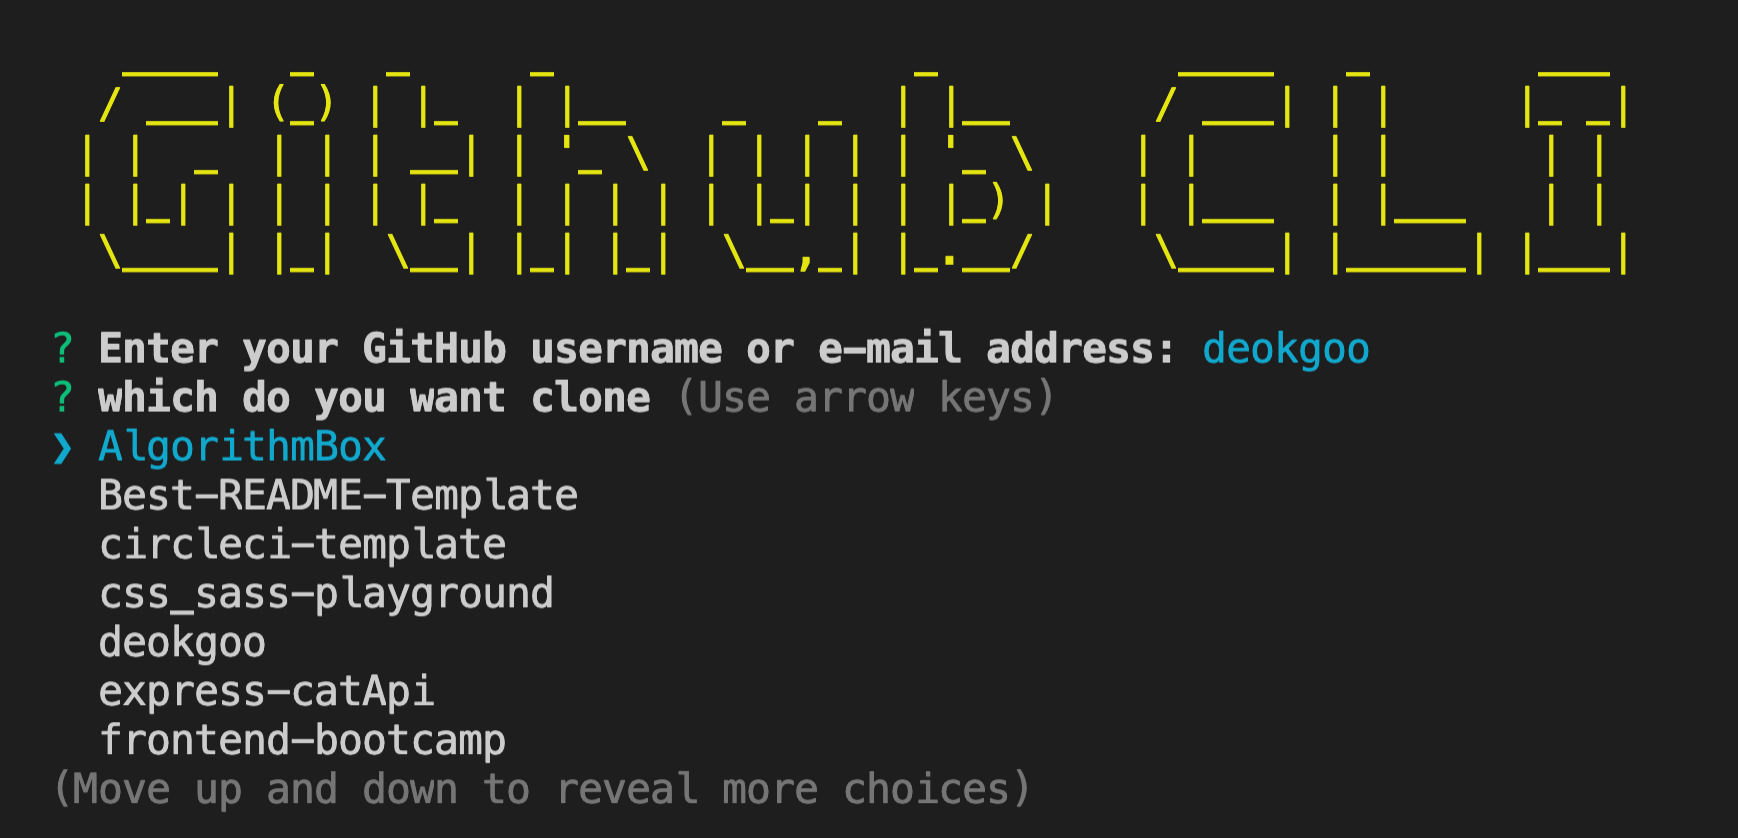 Github CLI
? Enter your GitHub username or e-mail address: deokgoo
? which do you want clone (Use arrow keys)
❯ AlgorithmBox
Best-README-Template
circleci-template
css_sass-playground
deokgoo
express-catApi
frontend-bootcamp
(Move up and down to reveal more choices)